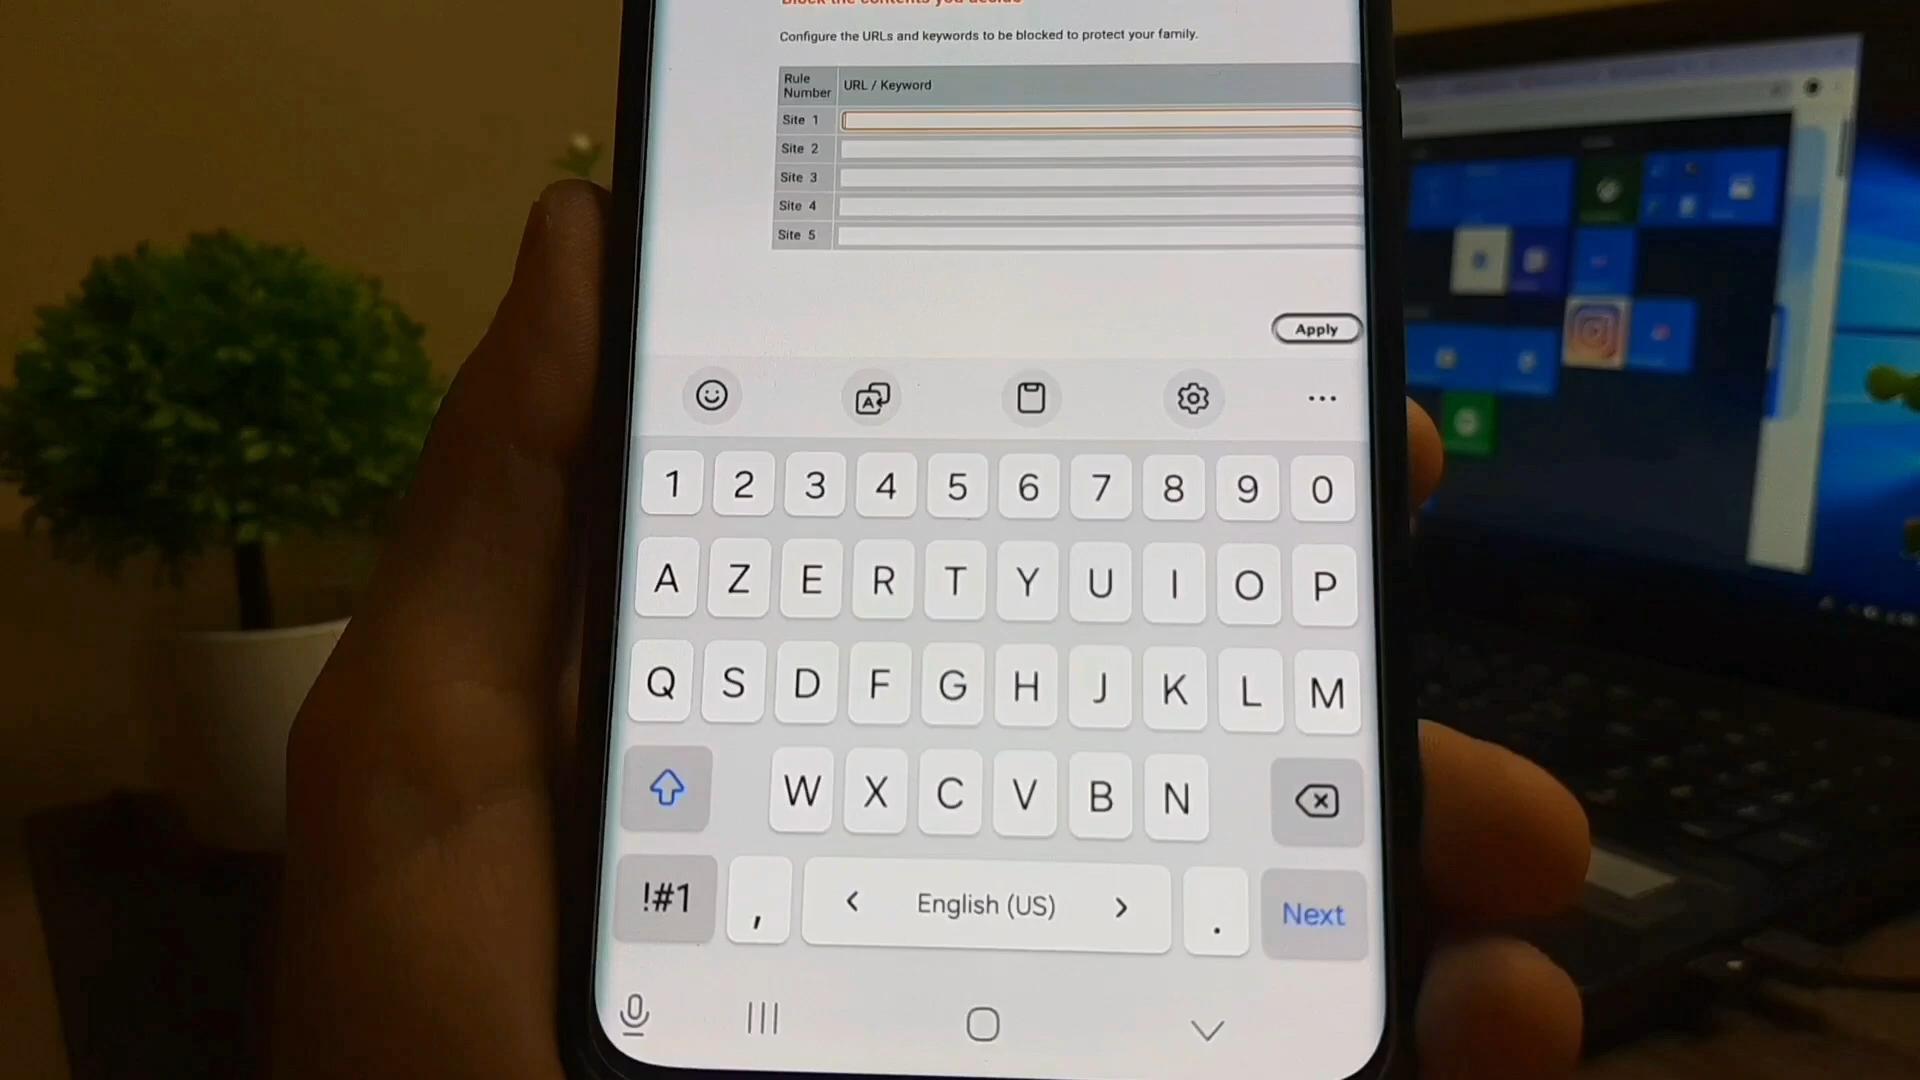 Block the contents you decide
Configure the URLs and keywords to be blocked to protect your family.
Rule Number URL / Keyword
Site 1
Site 2
Site 3
Site 4
Site 5
Apply
1 2 3 4 5 6 7 8 9 0
A Z E R T Y U I O P
Q S D F G H J K L M
W X C V B N
!#1 , < English (US) > . Next